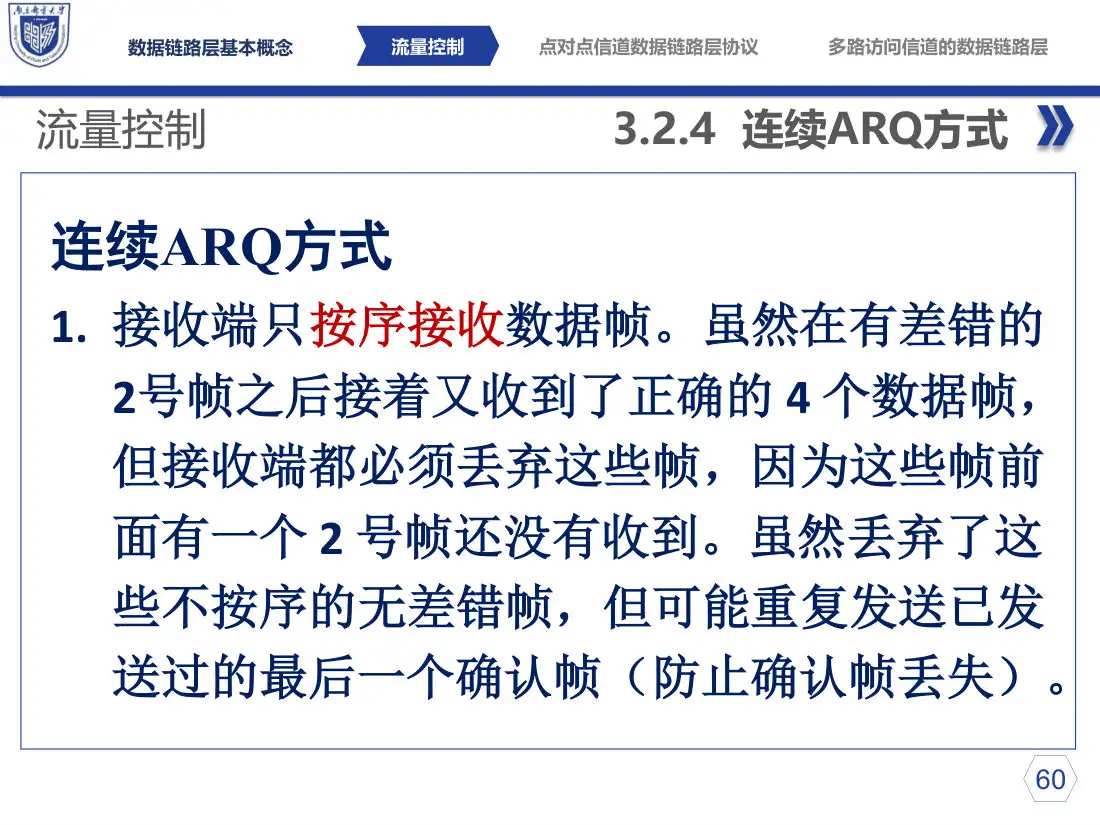 数据链路层基本概念
流量控制
点对点信道数据链路层协议
多路访问信道的数据链路层
流量控制
3.2.4 连续ARQ方式
连续ARQ方式
1. 接收端只按序接收数据帧。虽然在有差错的
2号帧之后接着又收到了正确的 4 个数据帧，
但接收端都必须丢弃这些帧，因为这些帧前
面有一个 2 号帧还没有收到。虽然丢弃了这
些不按序的无差错帧，但可能重复发送已发
送过的最后一个确认帧（防止确认帧丢失）。
60